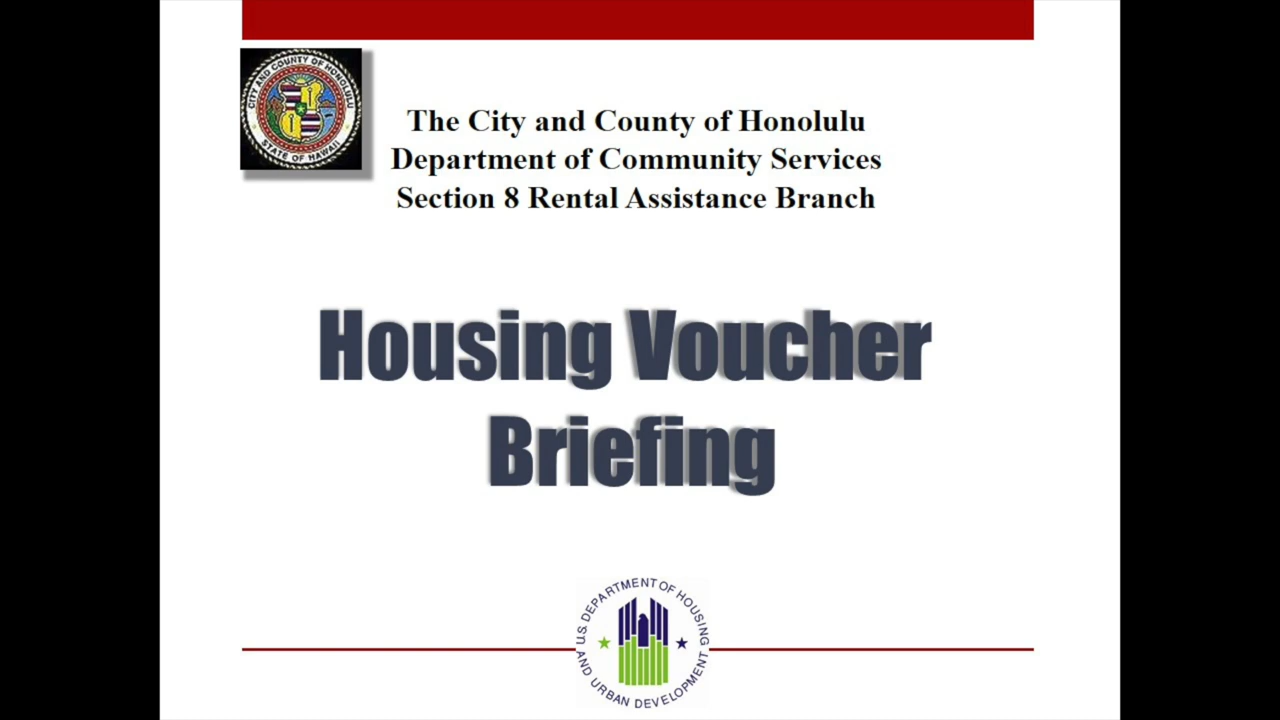 CITY AND COUNTY OF HONOLULU
STATE OF HAWAII
The City and County of Honolulu
Department of Community Services
Section 8 Rental Assistance Branch
Housing Voucher
Briefing
U.S. DEPARTMENT OF HOUSING
AND URBAN DEVELOPMENT